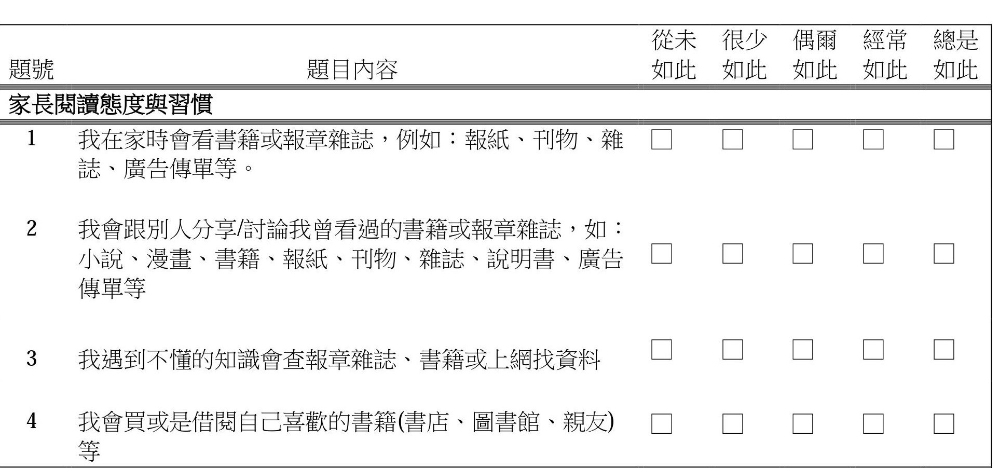 從未 很少 偶爾 經常 總是
題號 題目內容 如此 如此 如此 如此 如此
家長閱讀態度與習慣
1 我在家時會看書籍或報章雜誌，例如：報紙、刊物、雜 □ □ □ □ □
誌、廣告傳單等。
2 我會跟別人分享/討論我曾看過的書籍或報章雜誌，如：
小說、漫畫、書籍、報紙、刊物、雜誌、說明書、廣告 □ □ □ □ □
傳單等
3 我遇到不懂的知識會查報章雜誌、書籍或上網找資料 □ □ □ □ □
4 我會買或是借閱自己喜歡的書籍(書店、圖書館、親友) □ □ □ □ □
等